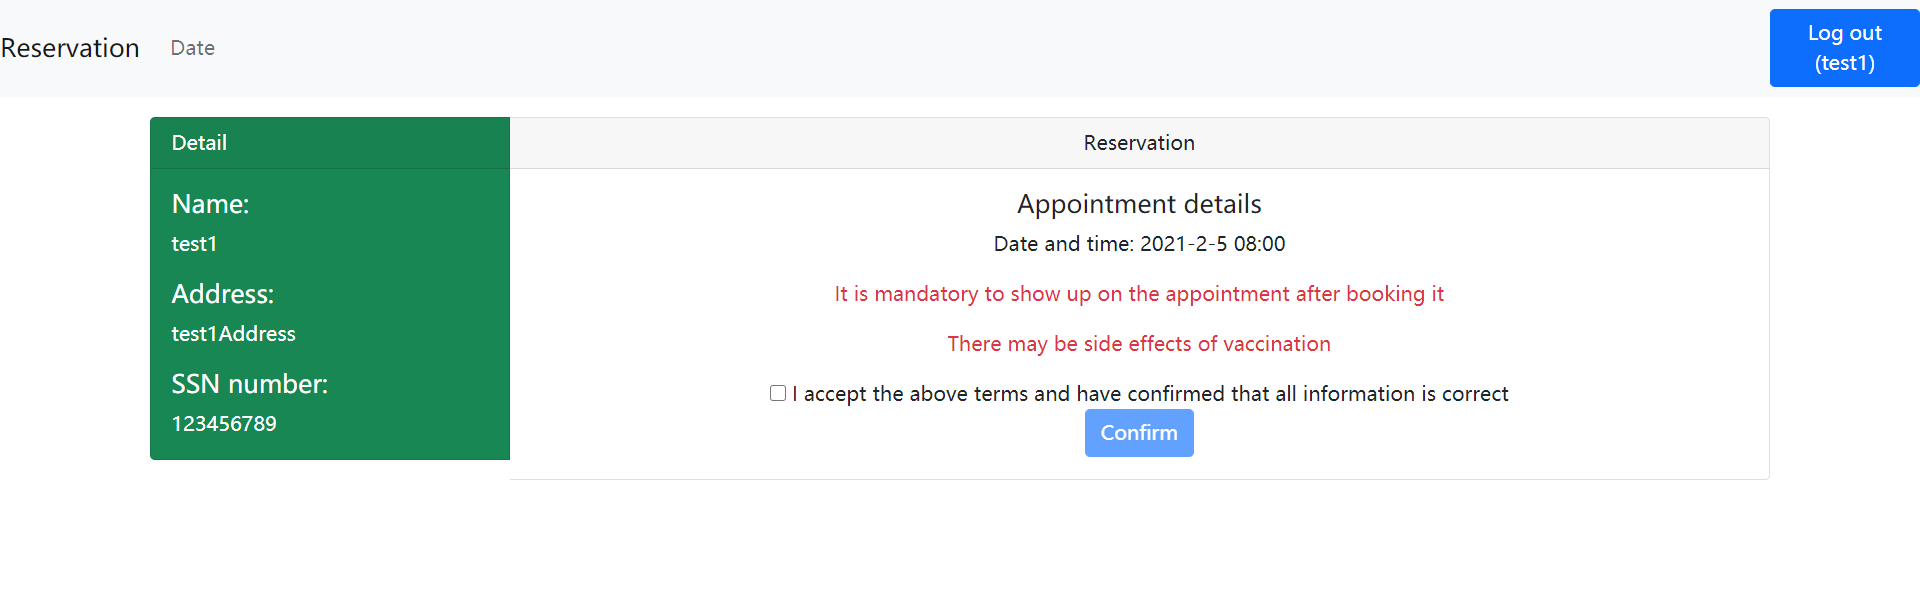 Reservation
Date
Log out
(test1)
Detail
Name:
test1
Address:
test1Address
SSN number:
123456789
Reservation
Appointment details
Date and time: 2021-2-5 08:00
It is mandatory to show up on the appointment after booking it
There may be side effects of vaccination
I accept the above terms and have confirmed that all information is correct
Confirm